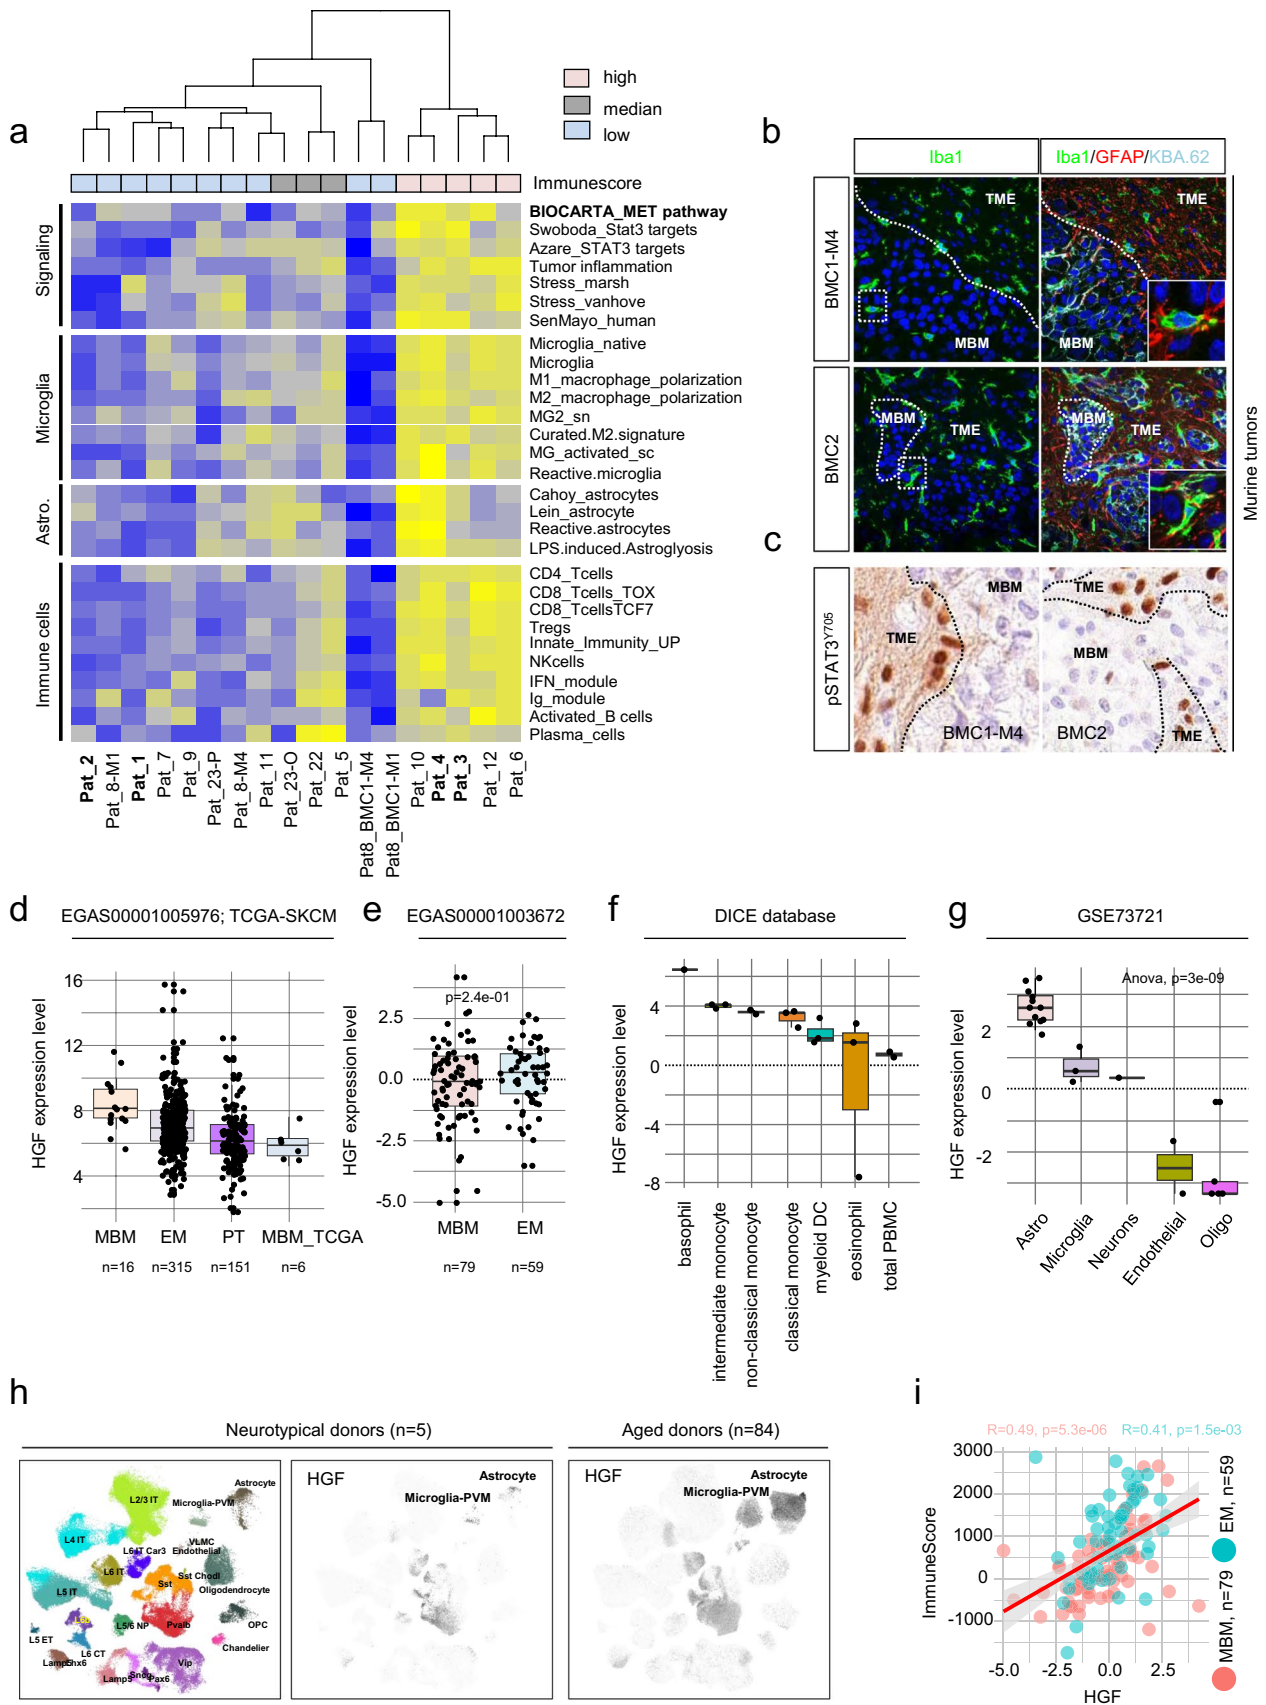 a
high
median
low
Immunescore
Signaling
BIOCARTA_MET pathway
Swoboda_Stat3 targets
Azare_STAT3 targets
Tumor inflammation
Stress_marsh
Stress_vanhove
SenMayo_human
Microglia
Microglia_native
Microglia
M1_macrophage_polarization
M2_macrophage_polarization
MG2_sn
Curated.M2.signature
MG_activated_sc
Reactive.microglia
Astro.
Cahoy_astrocytes
Lein_astrocyte
Reactive.astrocytes
LPS.induced.Astroglyosis
Immune cells
CD4_Tcells
CD8_Tcells_TOX
CD8_TcellsTCF7
Tregs
Innate_Immunity_UP
NKcells
IFN_module
Ig_module
Activated_B cells
Plasma_cells
Pat_2
Pat_8-M1
Pat_1
Pat_7
Pat_9
Pat_23-P
Pat_8-M4
Pat_11
Pat_23-O
Pat_22
Pat_5
Pat8_BMC1-M4
Pat8_BMC1-M1
Pat_10
Pat_4
Pat_3
Pat_12
Pat_6
b
Iba1
Iba1/GFAP/KBA.62
BMC1-M4
TME
MBM
TME
MBM
BMC2
MBM
TME
MBM
TME
Murine tumors
c
pSTAT3Y705
MBM
TME
BMC1-M4
TME
MBM
BMC2
TME
d
EGAS00001005976; TCGA-SKCM
HGF expression level
16
12
8
4
MBM EM PT MBM_TCGA
n=16 n=315 n=151 n=6
e
EGAS00001003672
HGF expression level
p=2.4e-01
2.5
0.0
-2.5
-5.0
MBM EM
n=79 n=59
f
DICE database
HGF expression level
4
2
0
-4
-8
basophil
intermediate monocyte
non-classical monocyte
classical monocyte
myeloid DC
eosinophil
total PBMC
g
GSE73721
HGF expression level
Anova, p=3e-09
2
0
-2
Astro
Microglia
Neurons
Endothelial
Oligo
h
Neurotypical donors (n=5)
Aged donors (n=84)
L2/3 IT
Astrocyte
Microglia-PVM
L4 IT
VLMC
L6 IT Car3
Endothelial
L6 IT
Sst Chodl
Sst
L5 IT
Oligodendrocyte
L6b
L5/6 NP
Pvalb
OPC
L5 ET
L6 CT
Chandelier
Vip
Lamp5
Sncg
Pax6
HGF
Astrocyte
Microglia-PVM
HGF
Astrocyte
Microglia-PVM
i
R=0.49, p=5.3e-06 R=0.41, p=1.5e-03
ImmuneScore
3000
2000
1000
0
-1000
-5.0 -2.5 0.0 2.5
HGF
MBM, n=79
EM, n=59